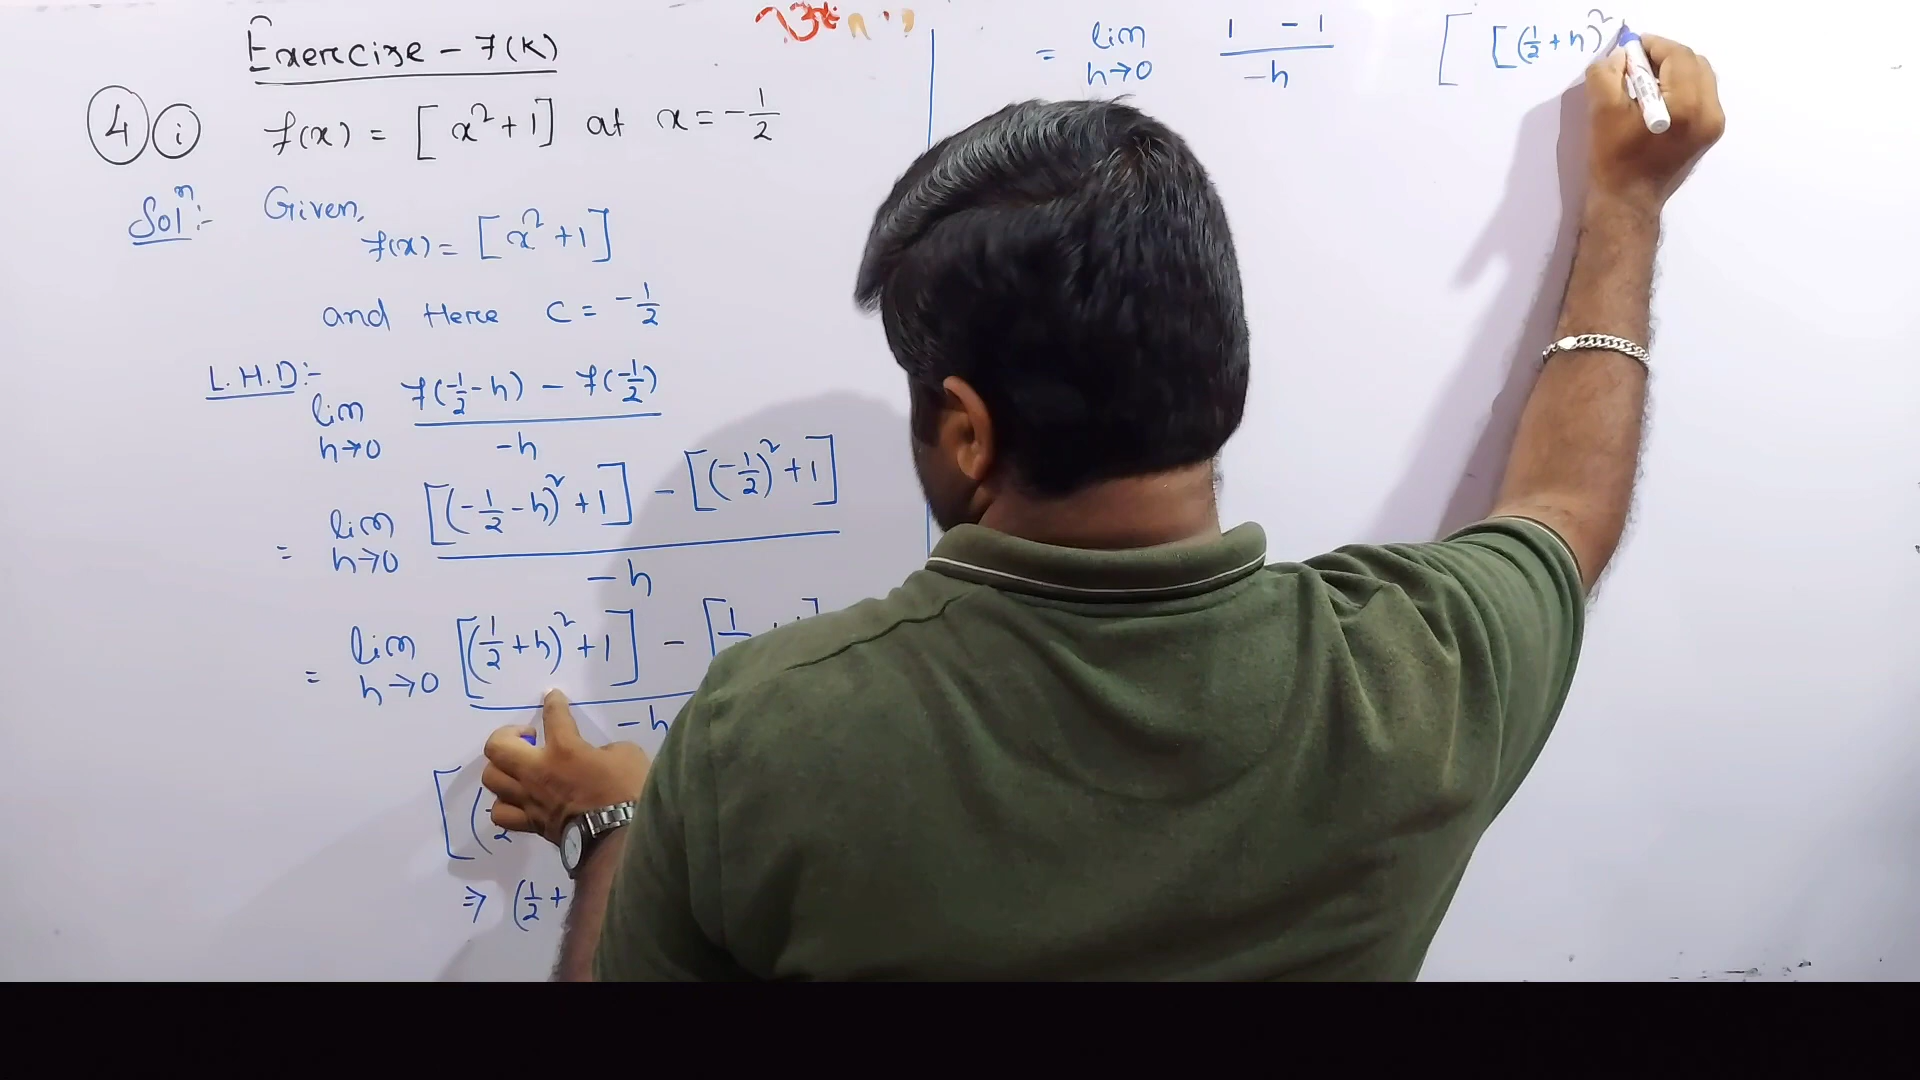 Exercise - 7(K)
4 i f(x) = [x²+1] at x = -1/2
Solⁿ:- Given,
f(x) = [x²+1]
and Here c = -1/2
L.H.D:-
lim h→0 f(-1/2-h) - f(-1/2) / -h
= lim h→0 [(-1/2-h)²+1] - [(-1/2)²+1] / -h
= lim h→0 [(1/2+h)²+1] - [1/ / -h
[(
⇒ (1/2+
= lim h→0 1 - 1 / -h [ [(1/2+h)²